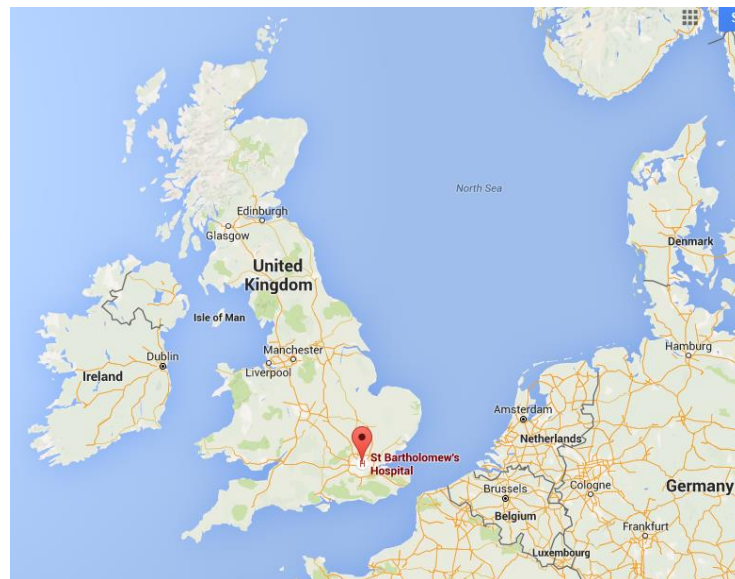 S
North Sea
Edinburgh
Glasgow
United
Kingdom
Denmark
Isle of Man
Hamburg
Manchester
Dublin
Liverpool
Ireland
Amsterdam
Netherlands
St Bartholomew's
Hospital
H
Brussels
Cologne
Germany
Belgium
Frankfurt
Luxembourg